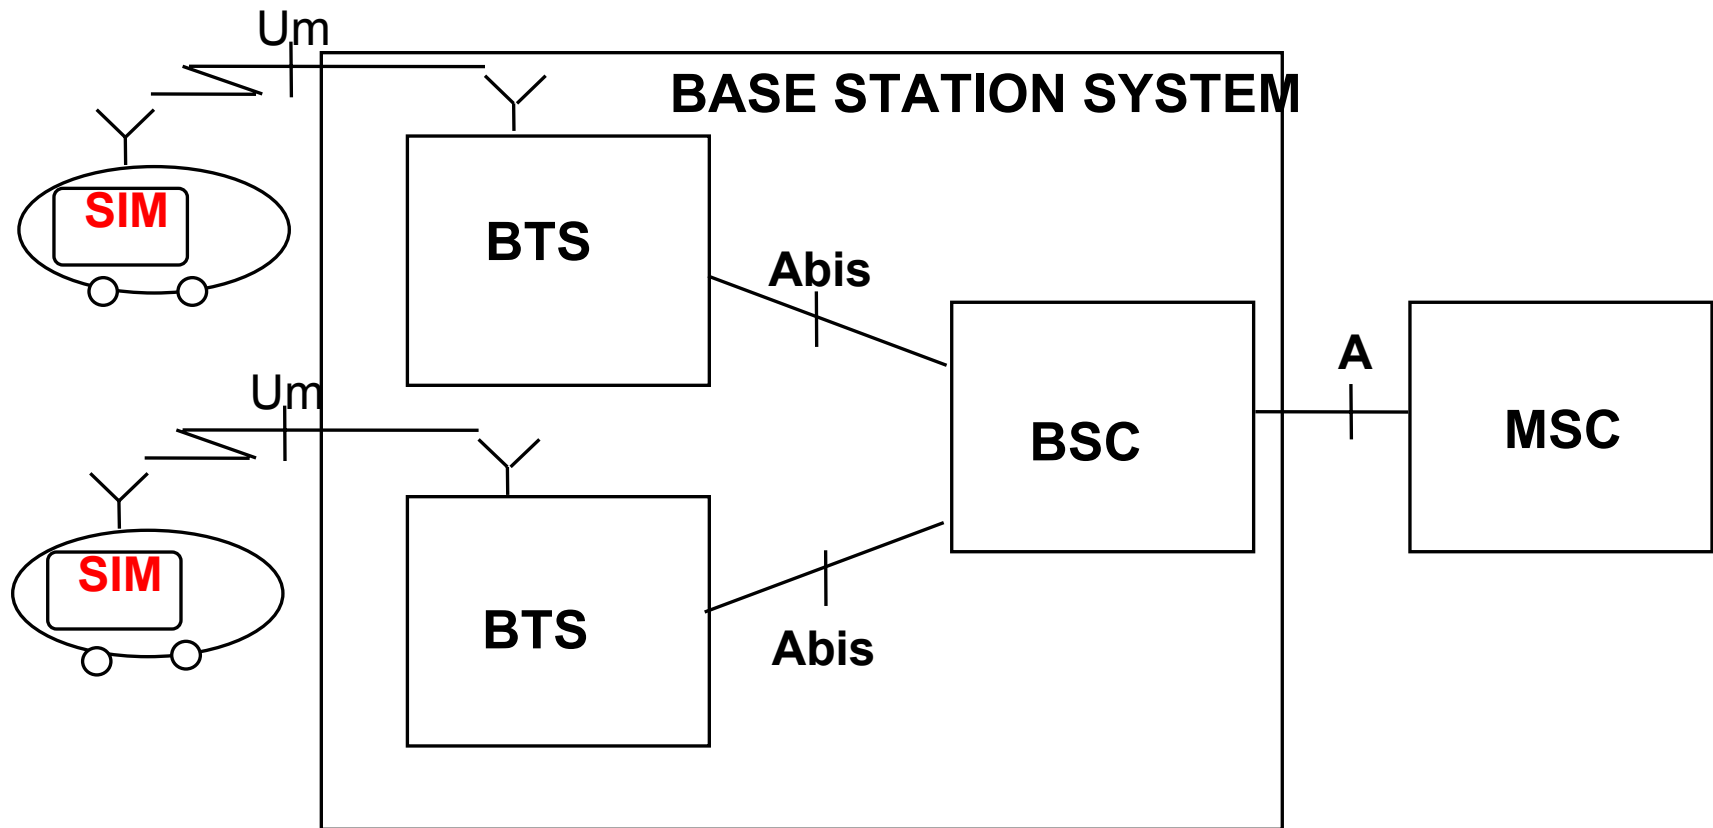 Um
BASE STATION SYSTEM
SIM
BTS
Abis
A
Um
BSC
MSC
SIM
BTS
Abis